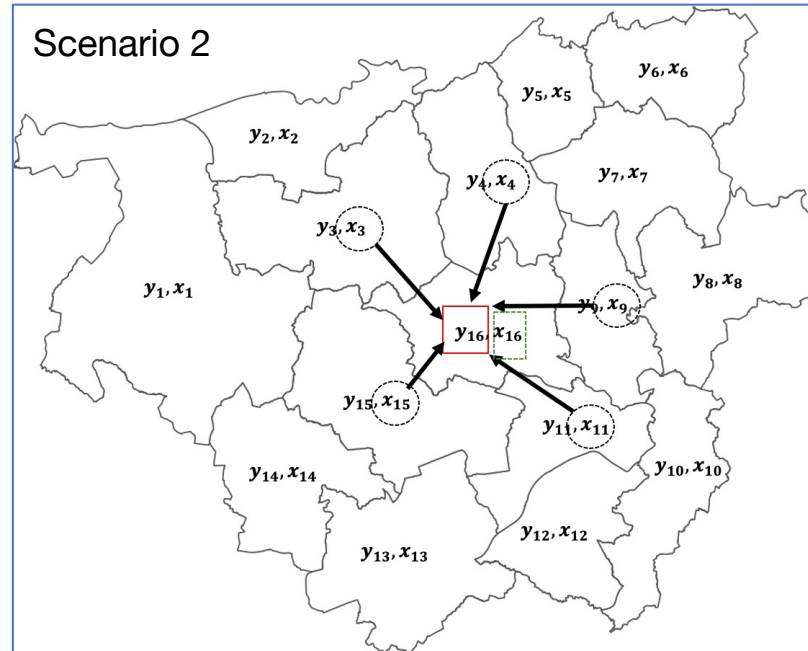 Scenario 2
y₆, x₆
y₅, x₅
y₂, x₂
y₄, x₄
y₇, x₇
y₃, x₃
y₈, x₈
y₁, x₁
y₉, x₉
y₁₆, x₁₆
y₁₅, x₁₅
y₁₁, x₁₁
y₁₀, x₁₀
y₁₄, x₁₄
y₁₂, x₁₂
y₁₃, x₁₃